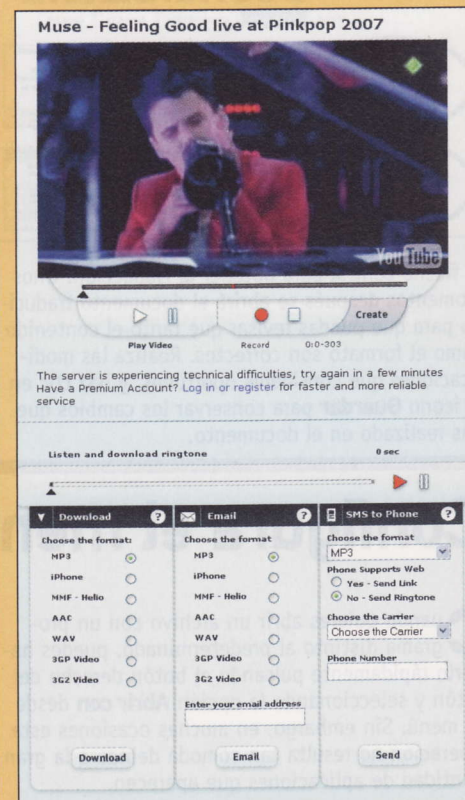 Muse - Feeling Good live at Pinkpop 2007
YouTube
Create
Play Video
Record
0:0-303
The server is experiencing technical difficulties, try again in a few minutes
Have a Premium Account? Log in or register for faster and more reliable
service
Listen and download ringtone
0 sec
Download ?
Choose the format:
MP3
iPhone
MMF - Helio
AAC
WAV
3GP Video
3G2 Video
Download
Email ?
Choose the format
MP3
iPhone
MMF - Helio
AAC
WAV
3GP Video
3G2 Video
Enter your email address
Email
SMS to Phone ?
Choose the format
MP3
Phone Supports Web
Yes - Send Link
No - Send Ringtone
Choose the Carrier
Choose the Carrier
Phone Number
Send